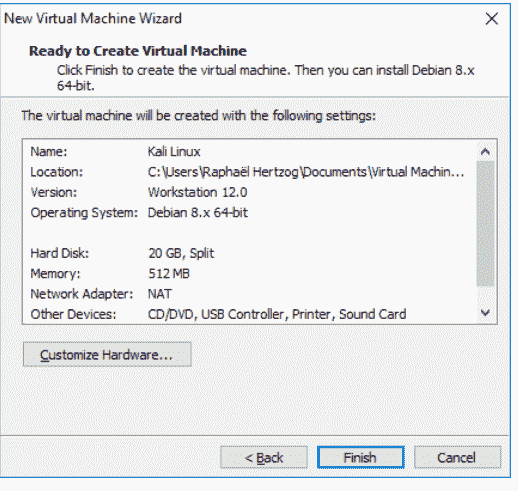 New Virtual Machine Wizard
Ready to Create Virtual Machine
Click Finish to create the virtual machine. Then you can install Debian 8.x
64-bit.
The virtual machine will be created with the following settings:
Name: Kali Linux
Location: C:\Users\Raphaël Hertzog\Documents\Virtual Machin...
Version: Workstation 12.0
Operating System: Debian 8.x 64-bit
Hard Disk: 20 GB, Split
Memory: 512 MB
Network Adapter: NAT
Other Devices: CD/DVD, USB Controller, Printer, Sound Card
Customize Hardware...
< Back Finish Cancel